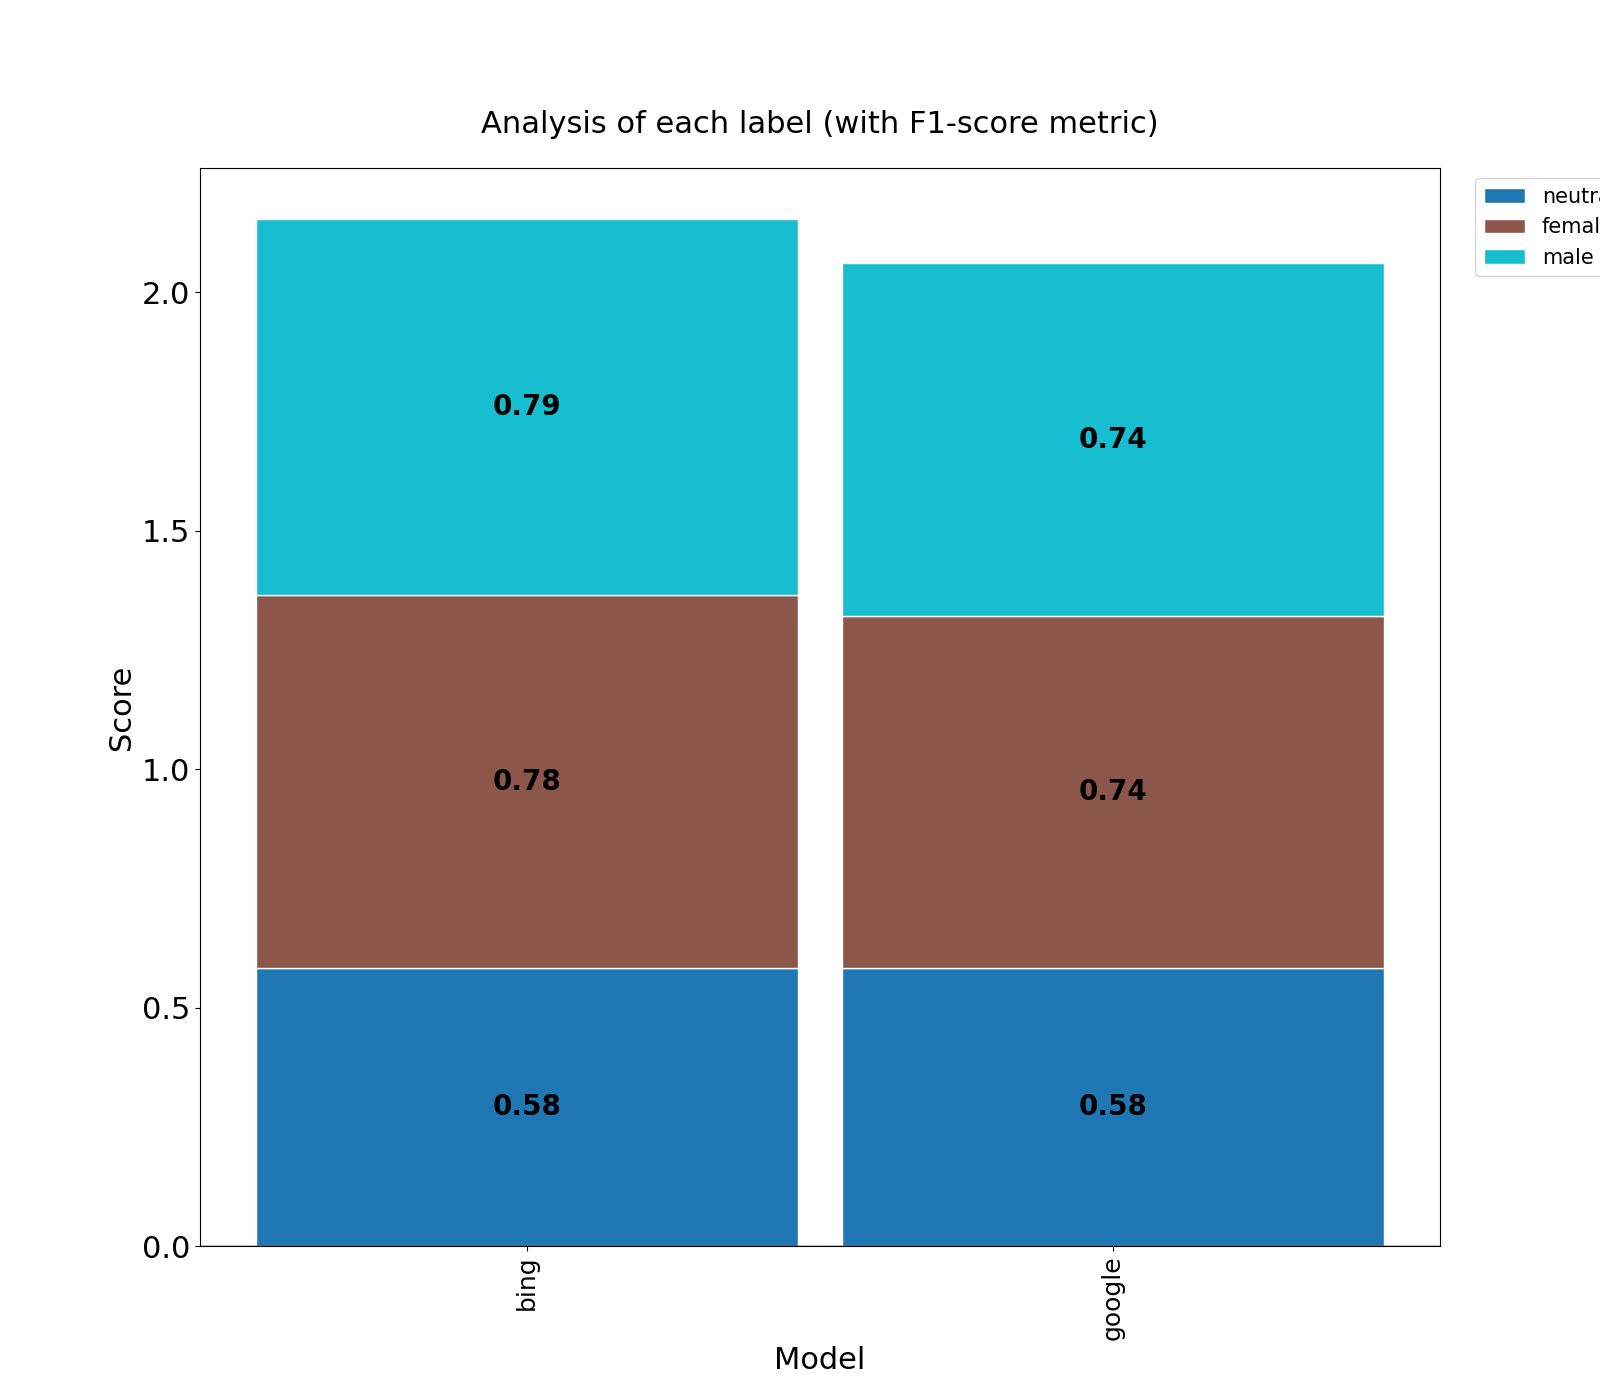 Analysis of each label (with F1-score metric)
neutra
femal
male
Score
2.0
1.5
1.0
0.5
0.0
0.79
0.74
0.78
0.74
0.58
0.58
bing
google
Model